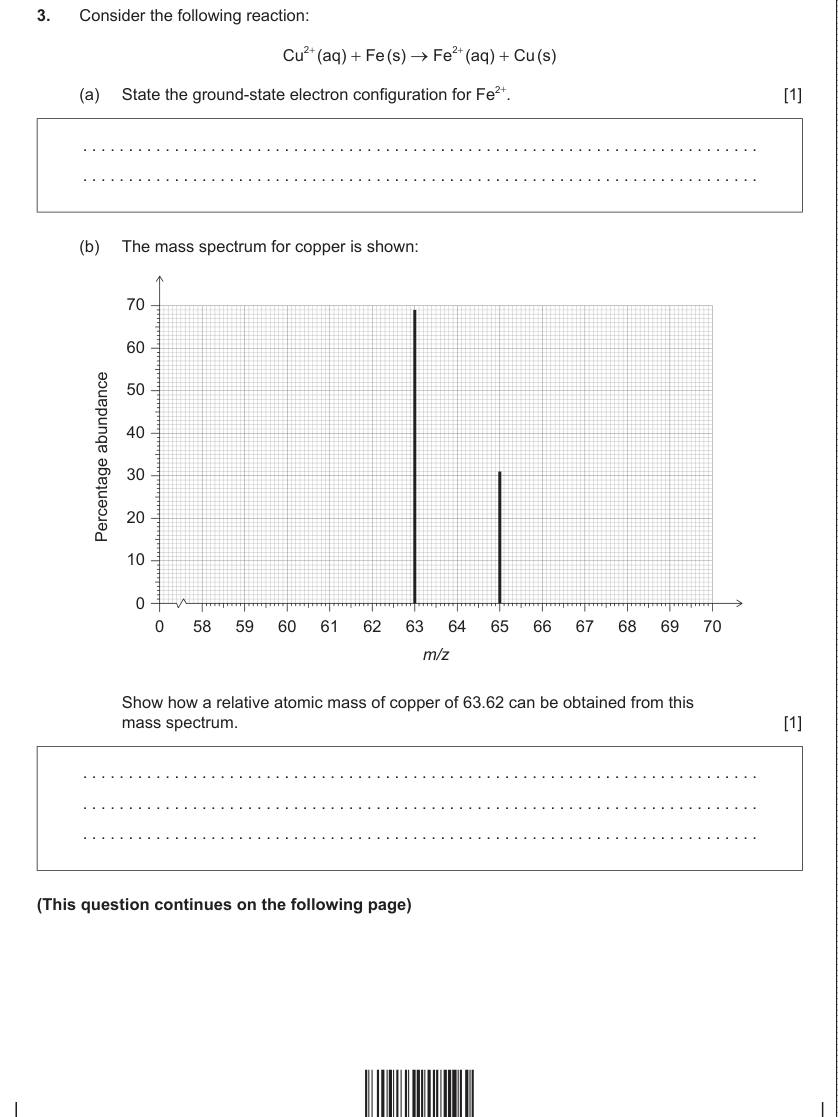 3. Consider the following reaction:
Cu²⁺(aq) + Fe(s) → Fe²⁺(aq) + Cu(s)
(a) State the ground-state electron configuration for Fe²⁺. [1]
(b) The mass spectrum for copper is shown:
Percentage abundance
70
60
50
40
30
20
10
0
0 58 59 60 61 62 63 64 65 66 67 68 69 70
m/z
Show how a relative atomic mass of copper of 63.62 can be obtained from this
mass spectrum. [1]
(This question continues on the following page)